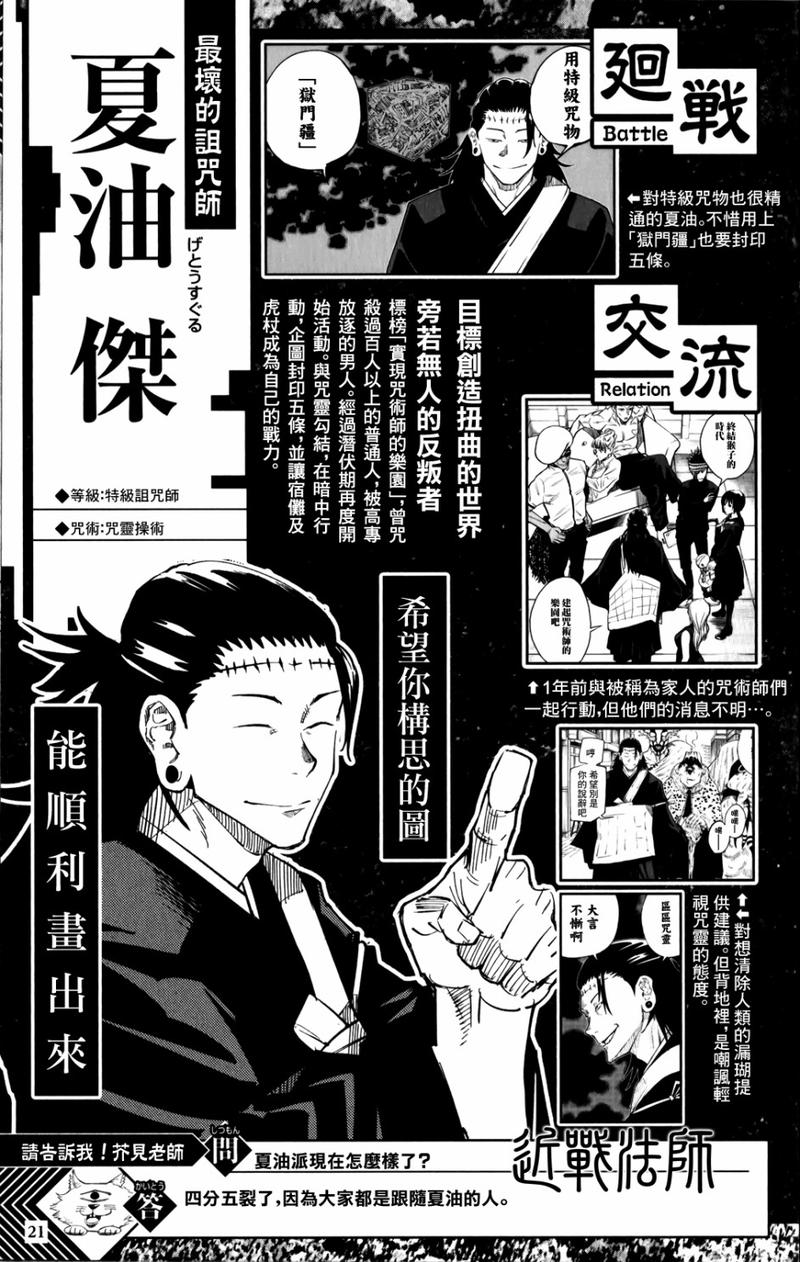 最壞的詛咒師
夏油 傑
げとうすぐる
◆等級:特級詛咒師
◆咒術:咒靈操術
廻戦
Battle
用特級咒物
「獄門疆」
⬅對特級咒物也很精
通的夏油。不惜用上
「獄門疆」也要封印
五條。
目標創造扭曲的世界
旁若無人的反叛者
標榜「實現咒術師的樂園」,曾咒
殺過百人以上的普通人,被高專
放逐的男人。經過潛伏期再度開
始活動。與咒靈勾結,在暗中行
動,企圖封印五條,並讓宿儺及
虎杖成為自己的戰力。
交流
Relation
終結猴子的
時代
建起咒術師的
樂園吧
⬆1年前與被稱為家人的咒術師們
一起行動,但他們的消息不明…。
哼
希望別是
你的說辭吧
嘿—
嘿—
區區咒靈
大言
不慚啊
⬆⬅對想清除人類的漏瑚提
供建議。但背地裡,是嘲諷輕
視咒靈的態度。
希望你構思的圖
能順利畫出來
請告訴我!芥見老師
しつもん
問
夏油派現在怎麼樣了?
近戰法師
かいとう
答
四分五裂了,因為大家都是跟隨夏油的人。
21